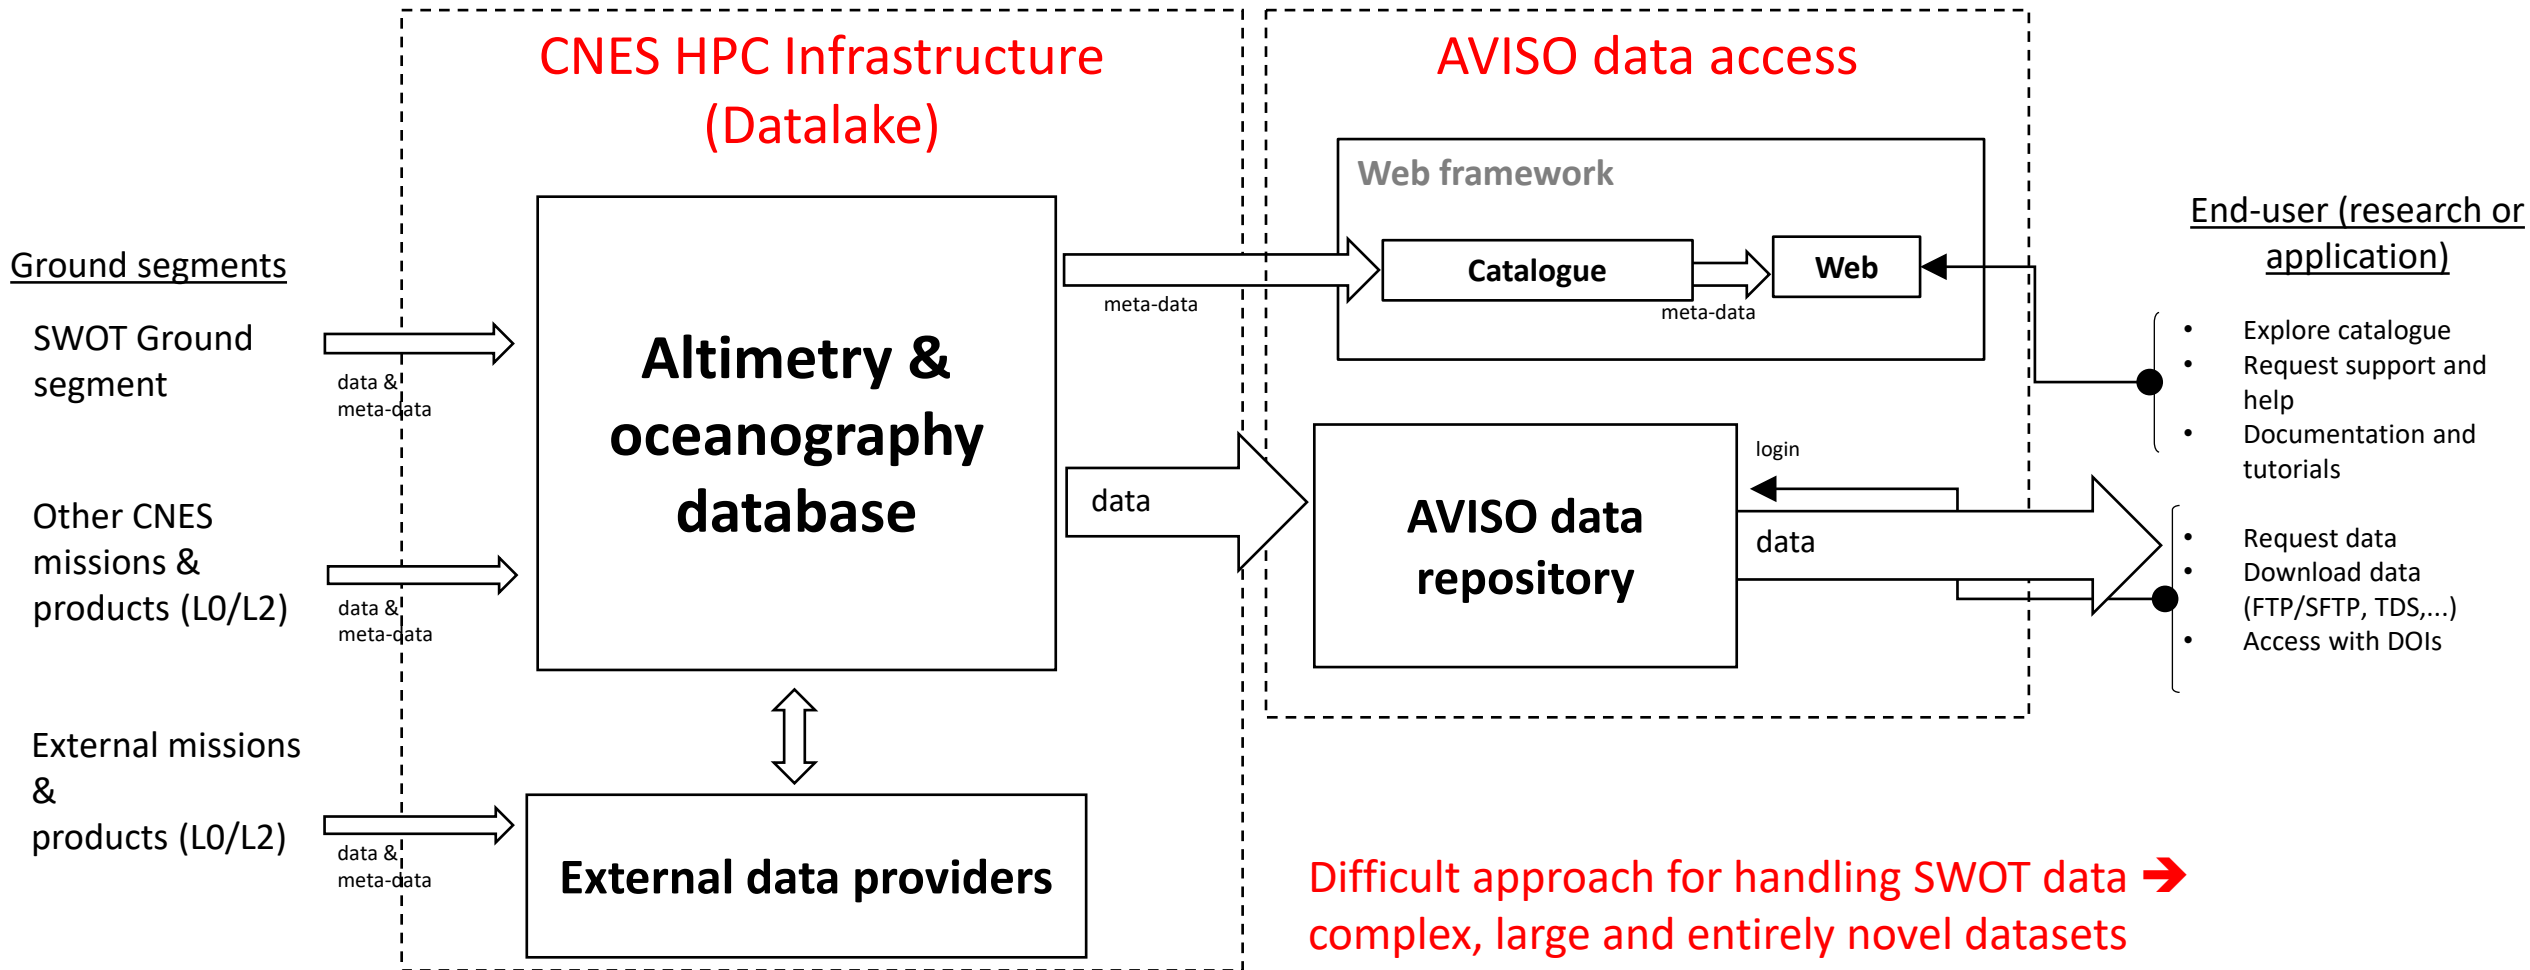 CNES HPC Infrastructure
(Datalake)
AVISO data access
Ground segments
SWOT Ground
segment
data &
meta-data
Other CNES
missions &
products (L0/L2)
data &
meta-data
External missions
&
products (L0/L2)
data &
meta-data
Altimetry &
oceanography
database
External data providers
meta-data
data
Web framework
Catalogue
meta-data
Web
AVISO data
repository
login
data
End-user (research or
application)
• Explore catalogue
• Request support and
help
• Documentation and
tutorials
• Request data
• Download data
(FTP/SFTP, TDS,...)
• Access with DOIs
Difficult approach for handling SWOT data ➔
complex, large and entirely novel datasets